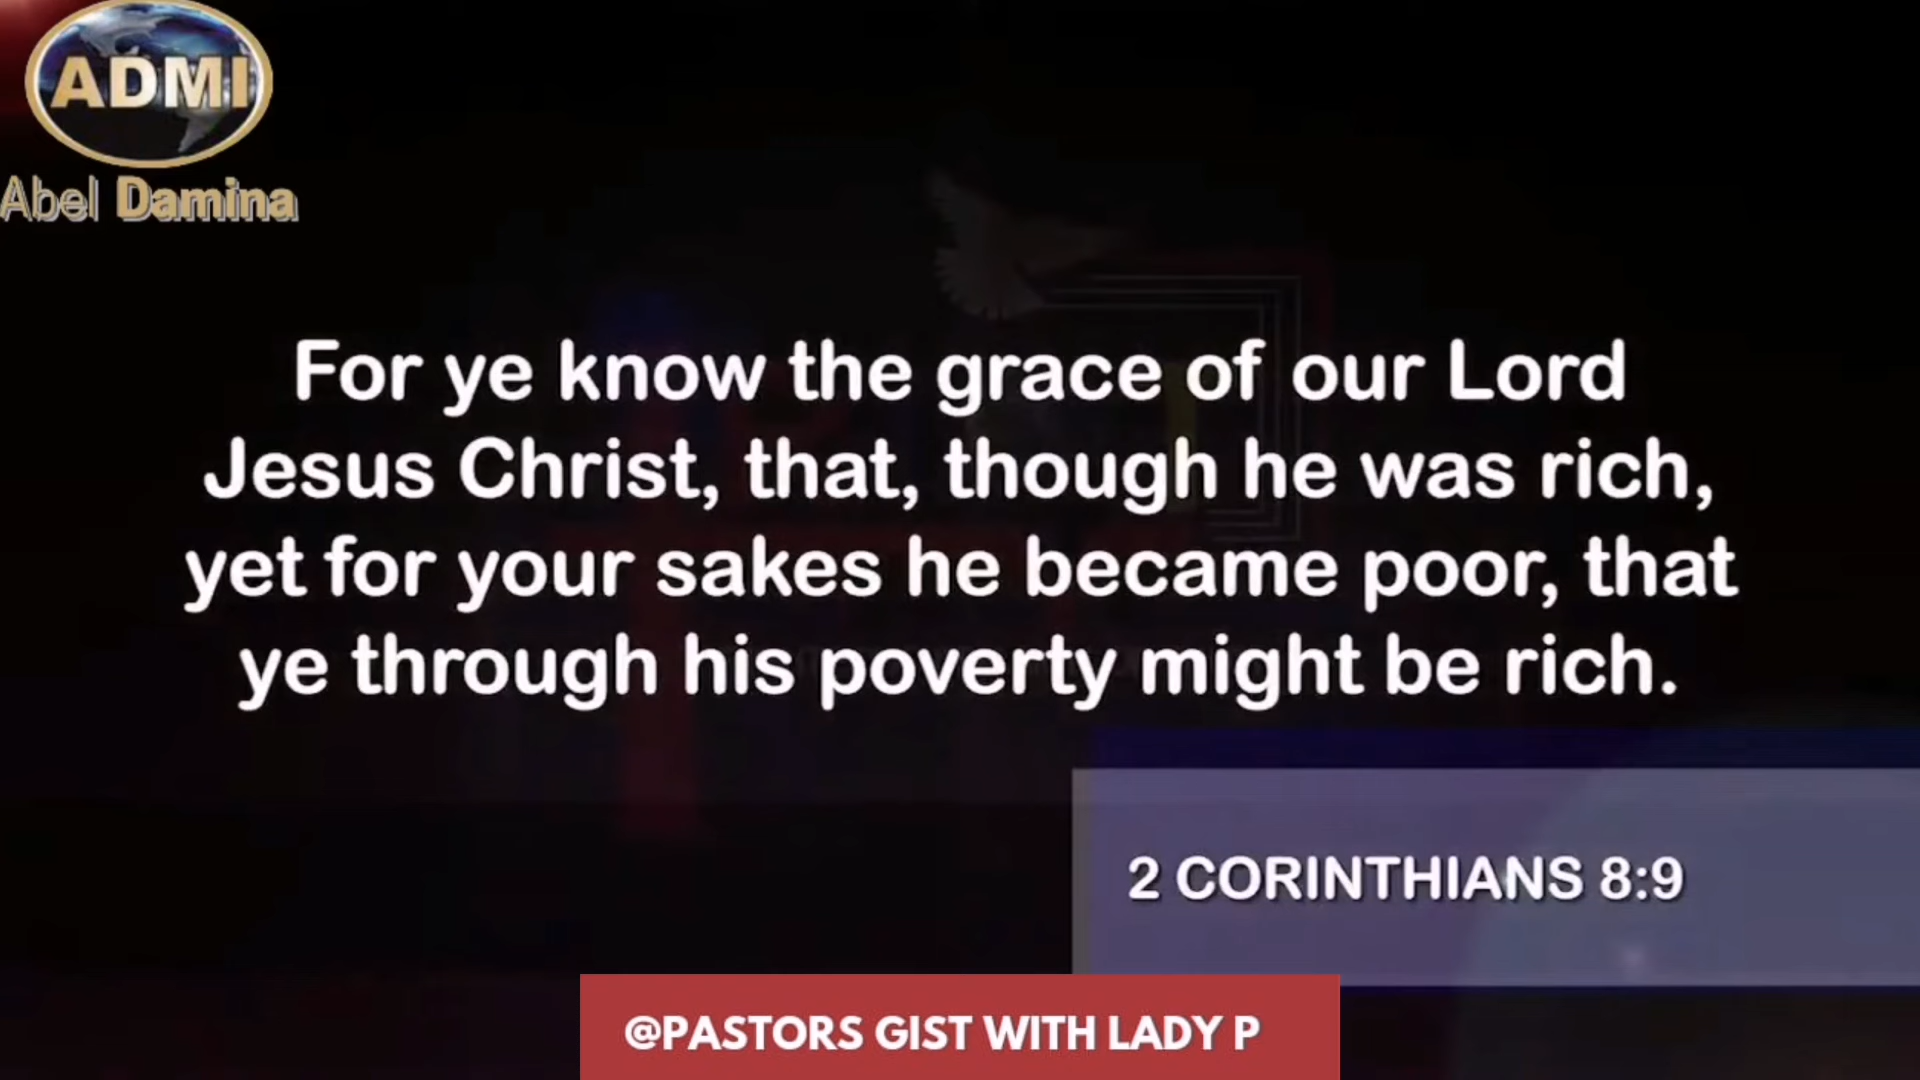 ADMI
Abel Damina
For ye know the grace of our Lord
Jesus Christ, that, though he was rich,
yet for your sakes he became poor, that
ye through his poverty might be rich.
2 CORINTHIANS 8:9
@PASTORS GIST WITH LADY P